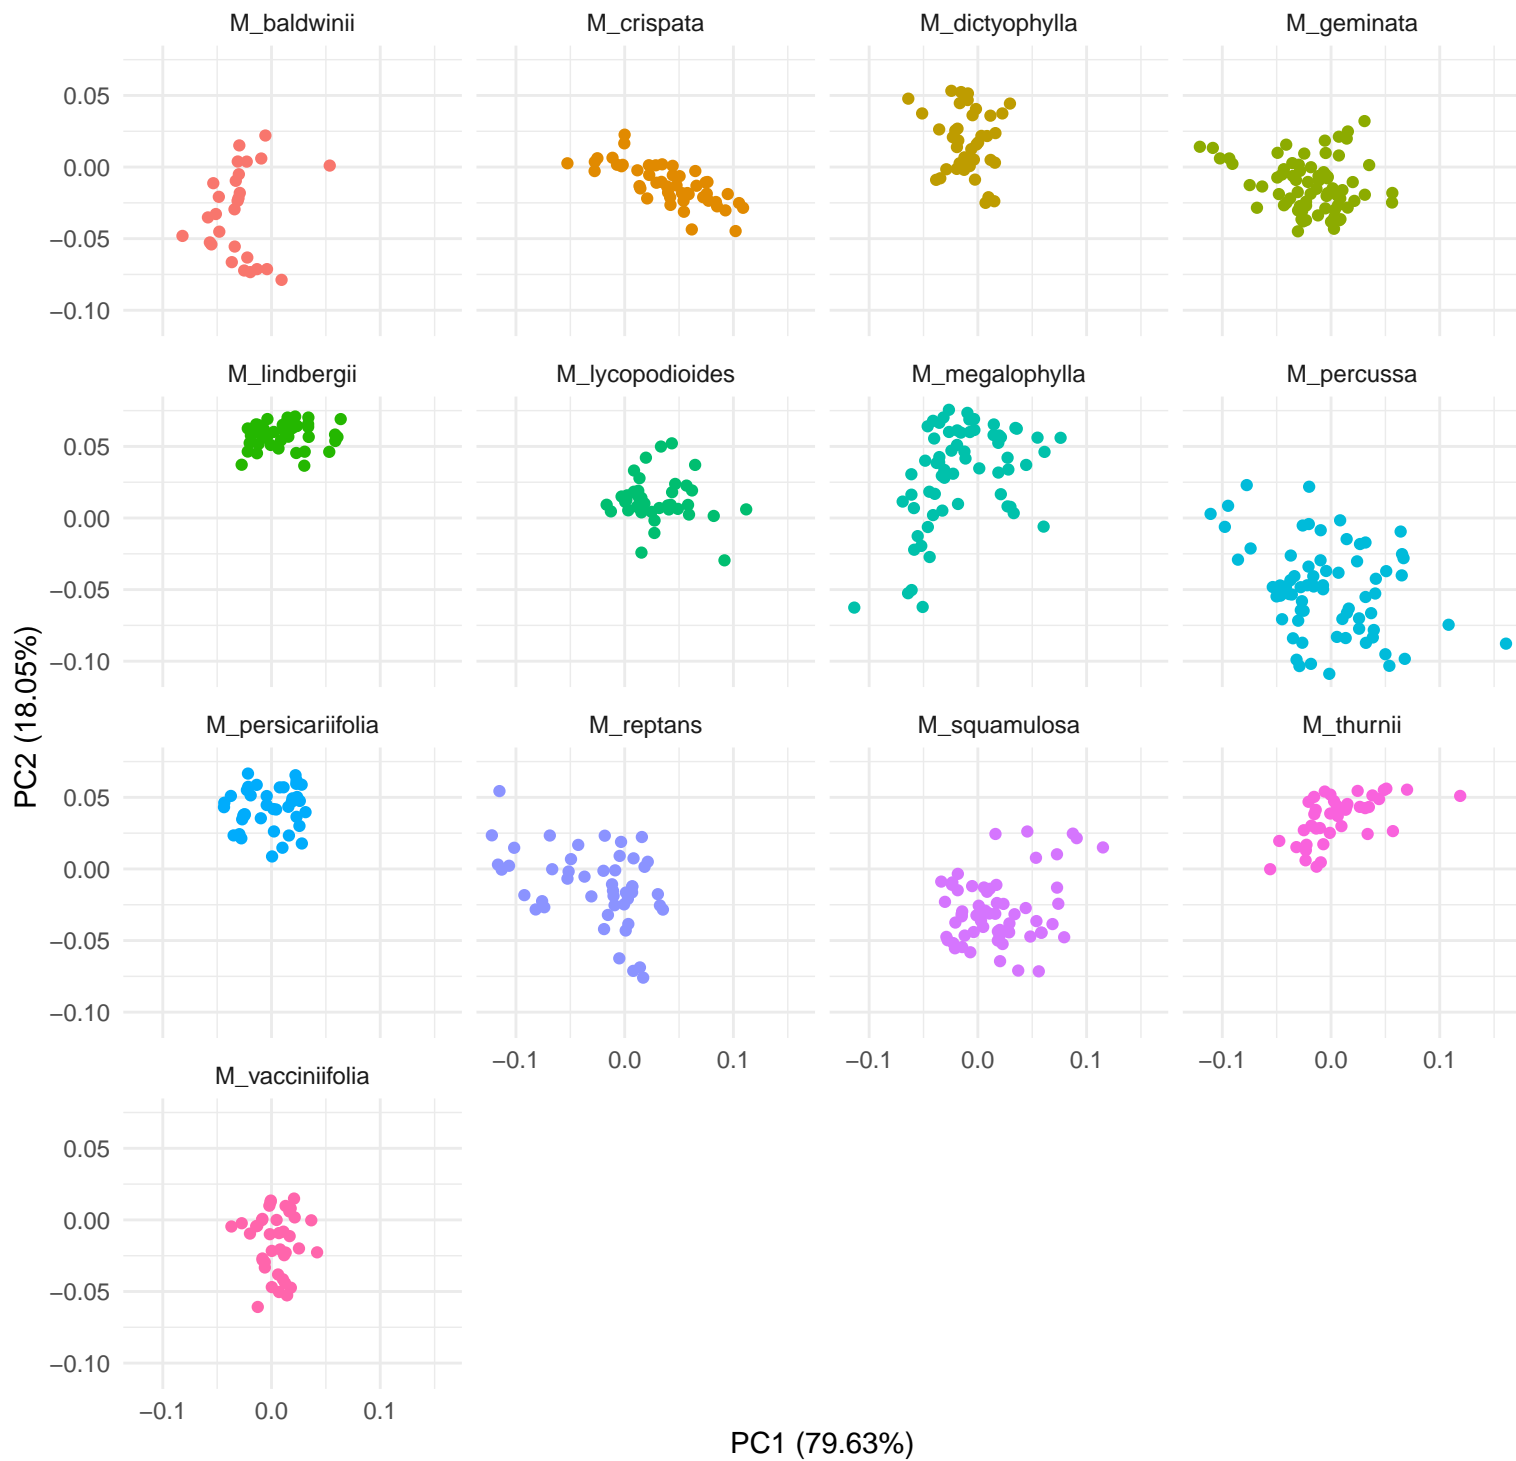 M_baldwinii M_crispata M_dictyophylla M_geminata
0.05
0.00
−0.05
−0.10
M_lindbergii M_lycopodioides M_megalophylla M_percussa
0.05
0.00
−0.05
−0.10
PC2 (18.05%)
M_persicariifolia M_reptans M_squamulosa M_thurnii
0.05
0.00
−0.05
−0.10
−0.1 0.0 0.1 −0.1 0.0 0.1 −0.1 0.0 0.1
M_vacciniifolia
0.05
0.00
−0.05
−0.10
−0.1 0.0 0.1
PC1 (79.63%)